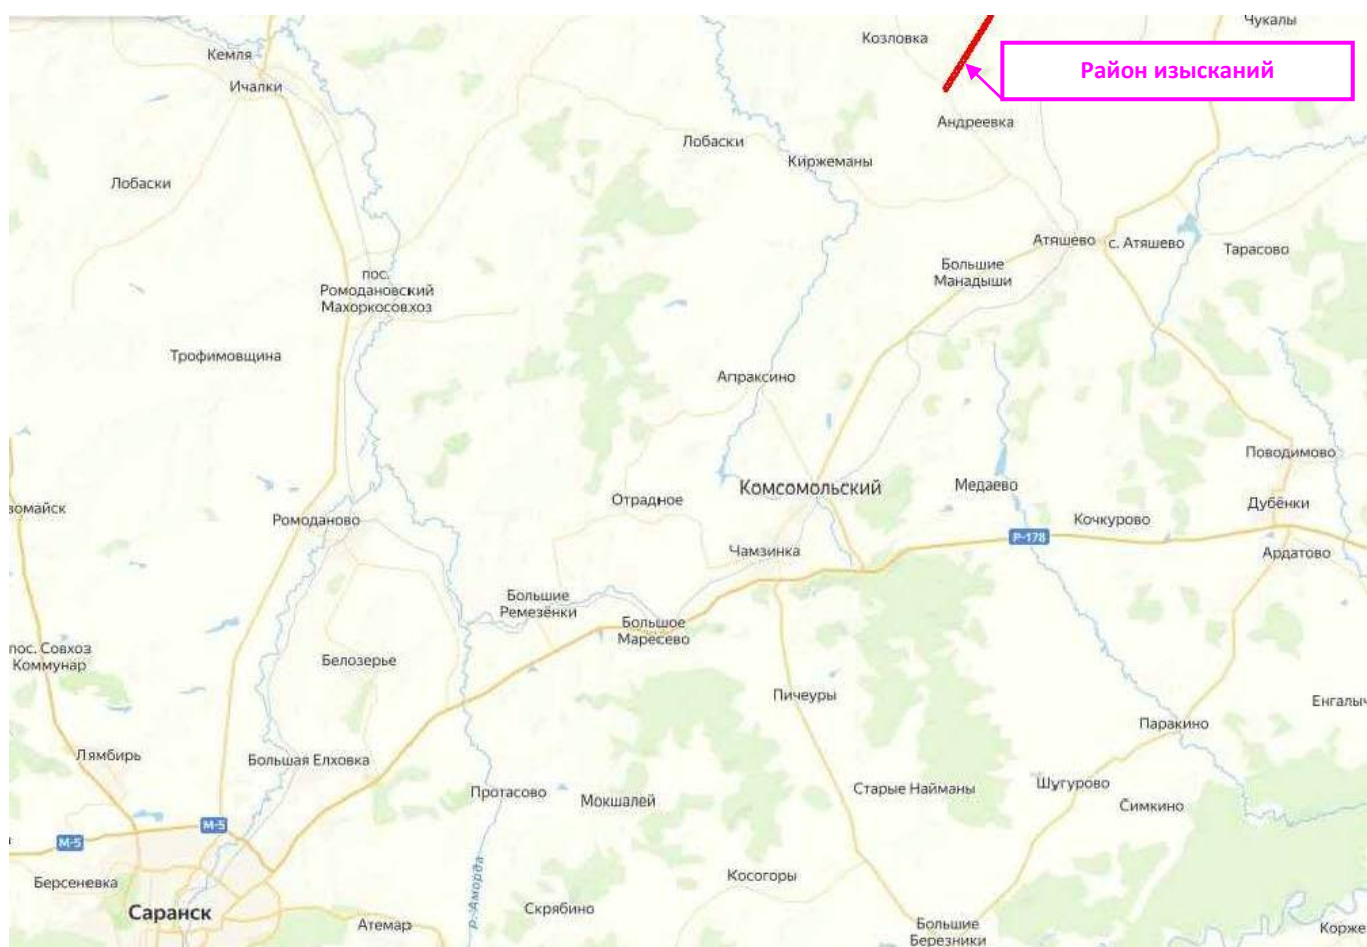 Чукалы
Козловка
Кемля
Район изысканий
Ичалки
Андреевка
Лобаски
Киржеманы
Лобаски
Атяшево
с. Атяшево
Тарасово
Большие
Манадыши
пос.
Ромодановский
Махоркосовхоз
Трофимовщина
Апраксино
Поводимово
Комсомольский
Медаево
Отрадное
Дубёнки
зомайск
Ромоданово
Кочкурово
Р-178
Чамзинка
Ардатово
Большие
Ремезёнки
Большое
Маресево
пос. Совхоз
Коммунар
Белозерье
Пичеуры
Енгалыч
Паракино
Лямбирь
Большая Елховка
Протасово
Мокшалей
Старые Найманы
Шугурово
Симкино
М-5
М-5
Берсеневка
Косогоры
р. Аморда
Саранск
Скрябино
Атемар
Большие
Березники
Корже